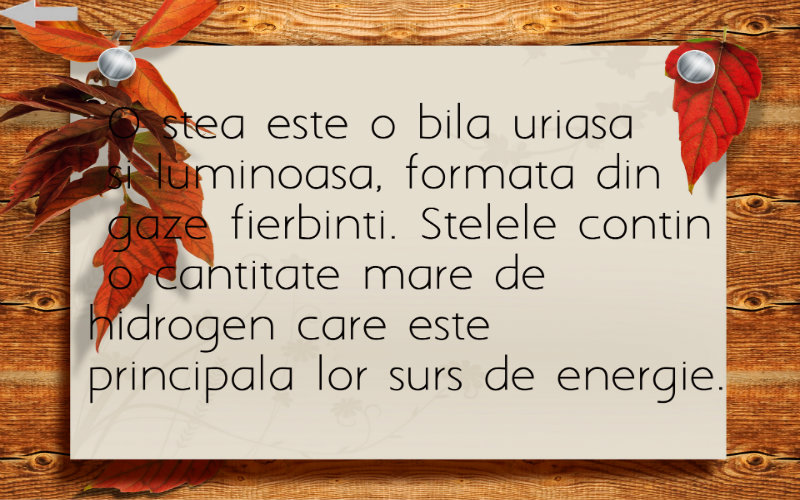 O stea este o bila uriasa
si luminoasa, formata din
gaze fierbinti. Stelele contin
o cantitate mare de
hidrogen care este
principala lor surs de energie.